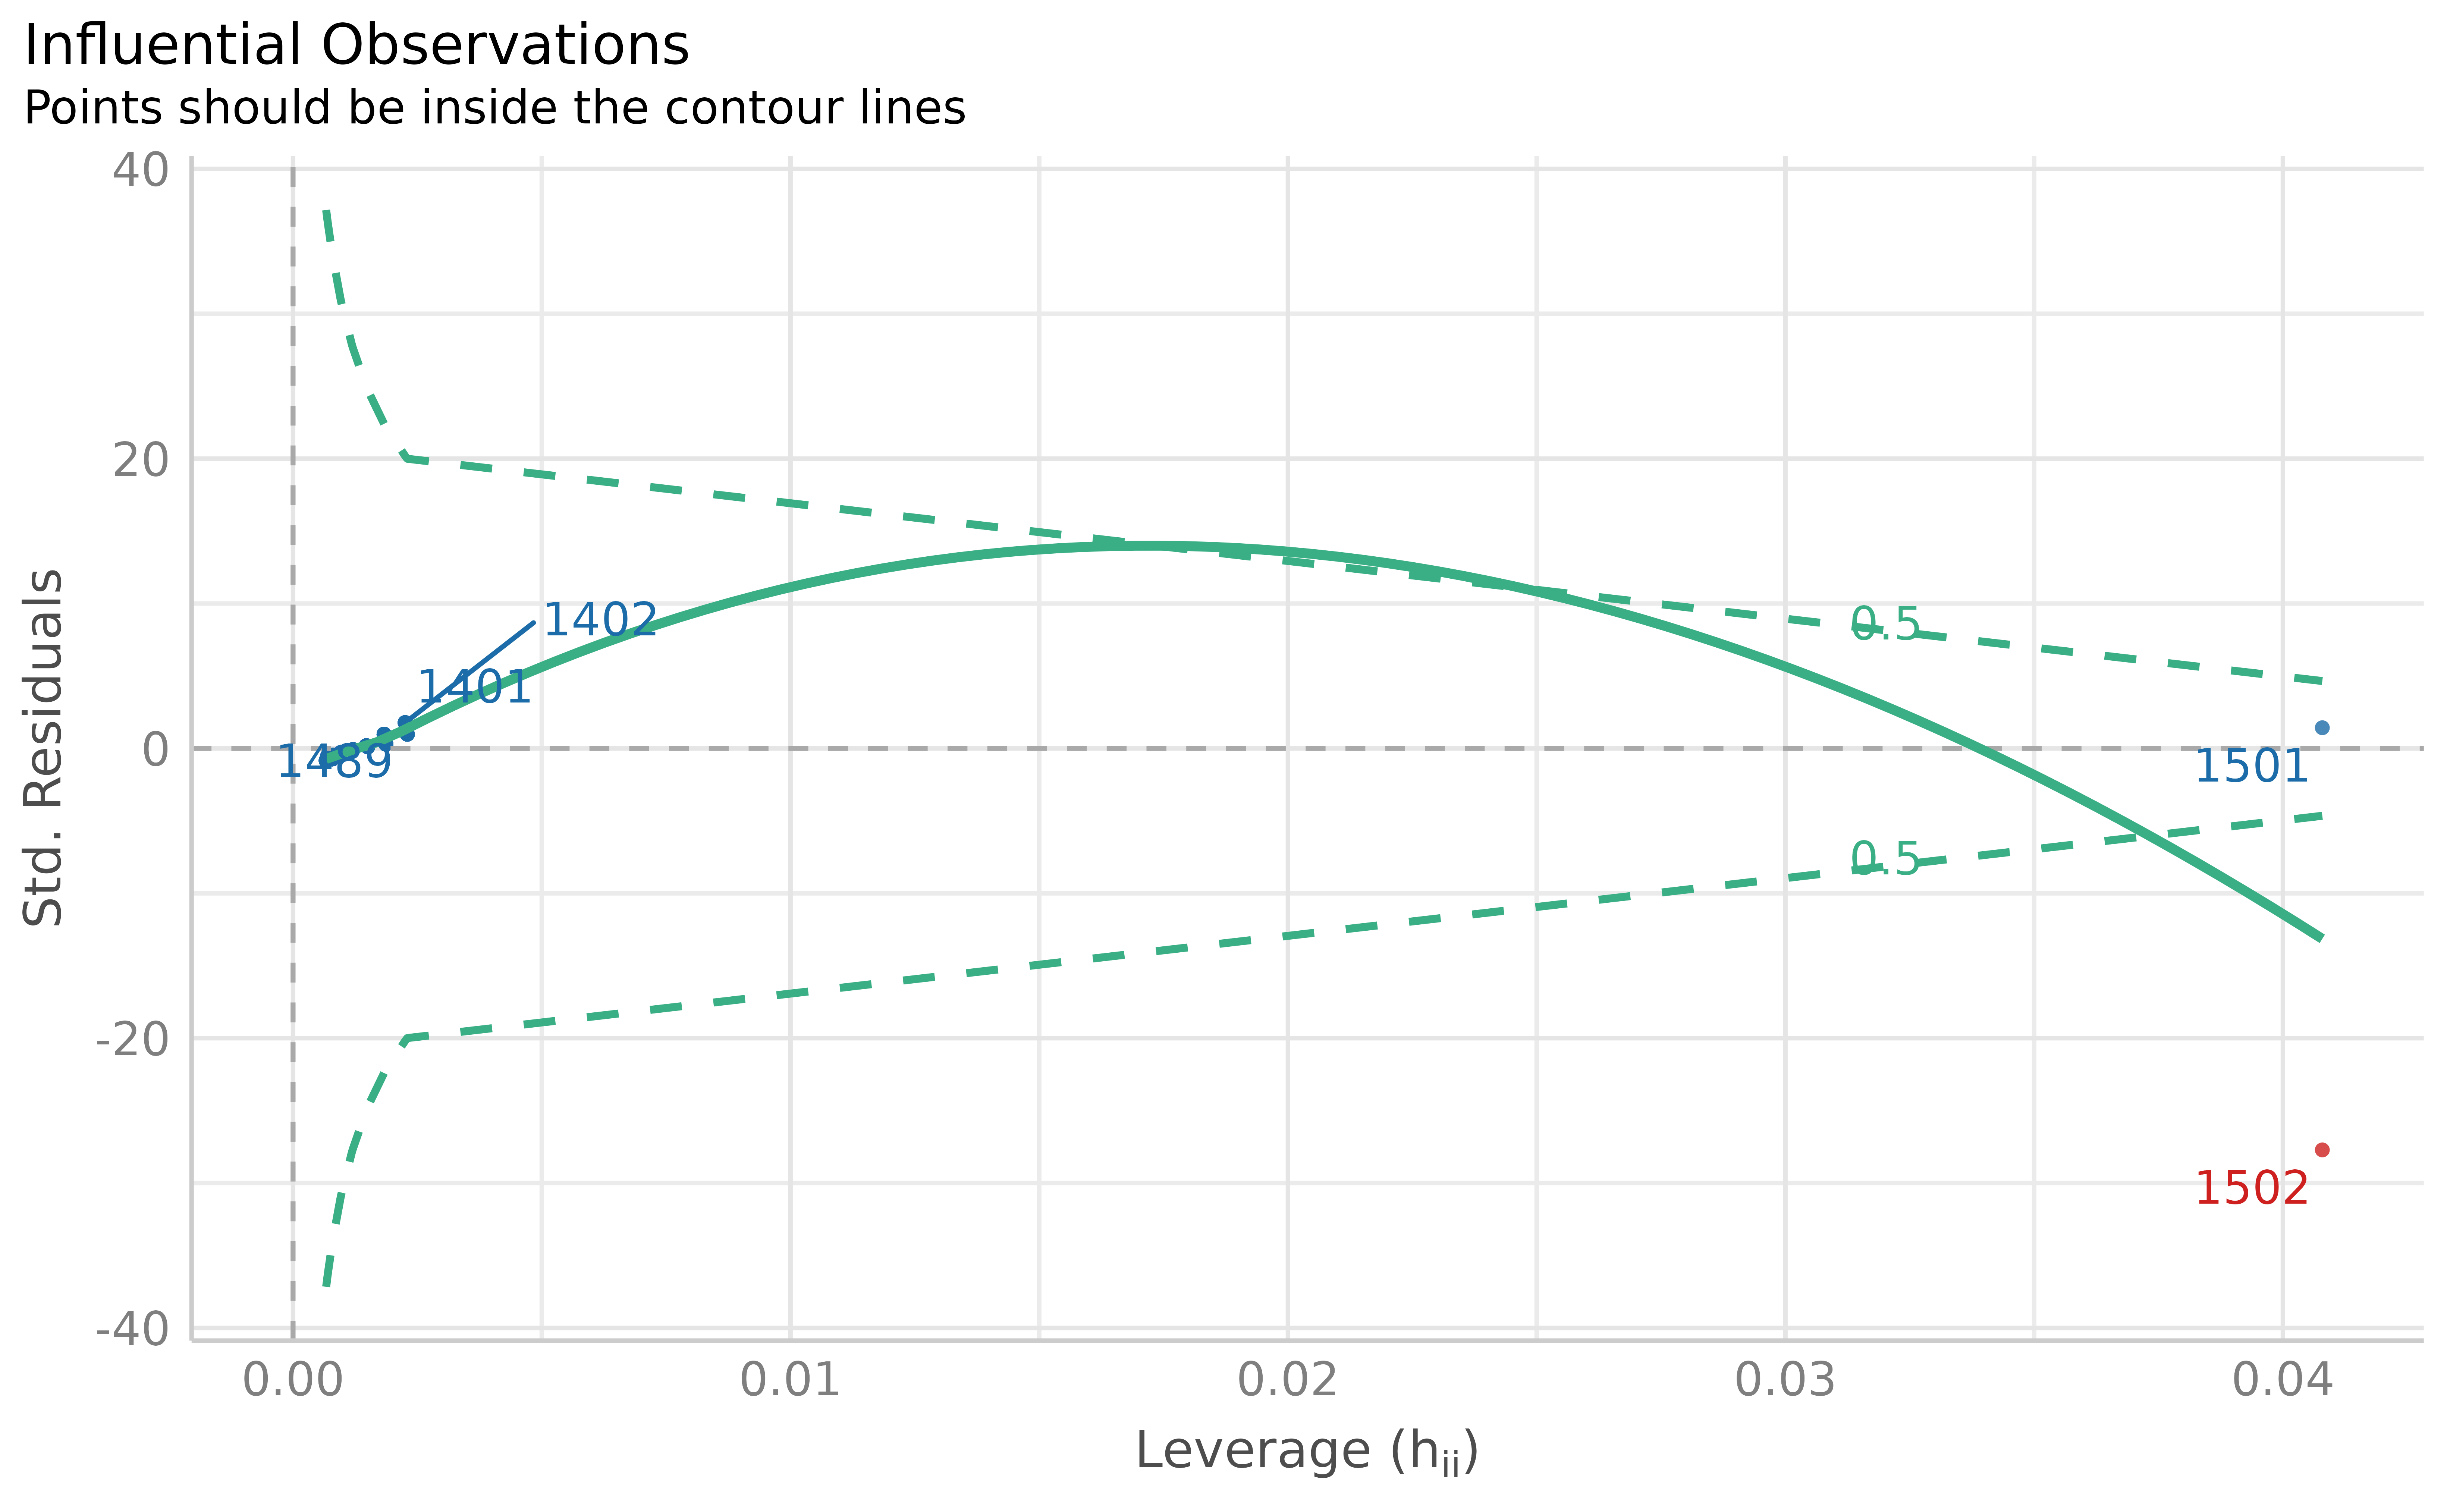 Influential Observations
Points should be inside the contour lines
40
20
0
-20
-40
Std. Residuals
1402
1401
1489
0.5
1501
0.5
1502
0.00 0.01 0.02 0.03 0.04
Leverage (hᵢᵢ)